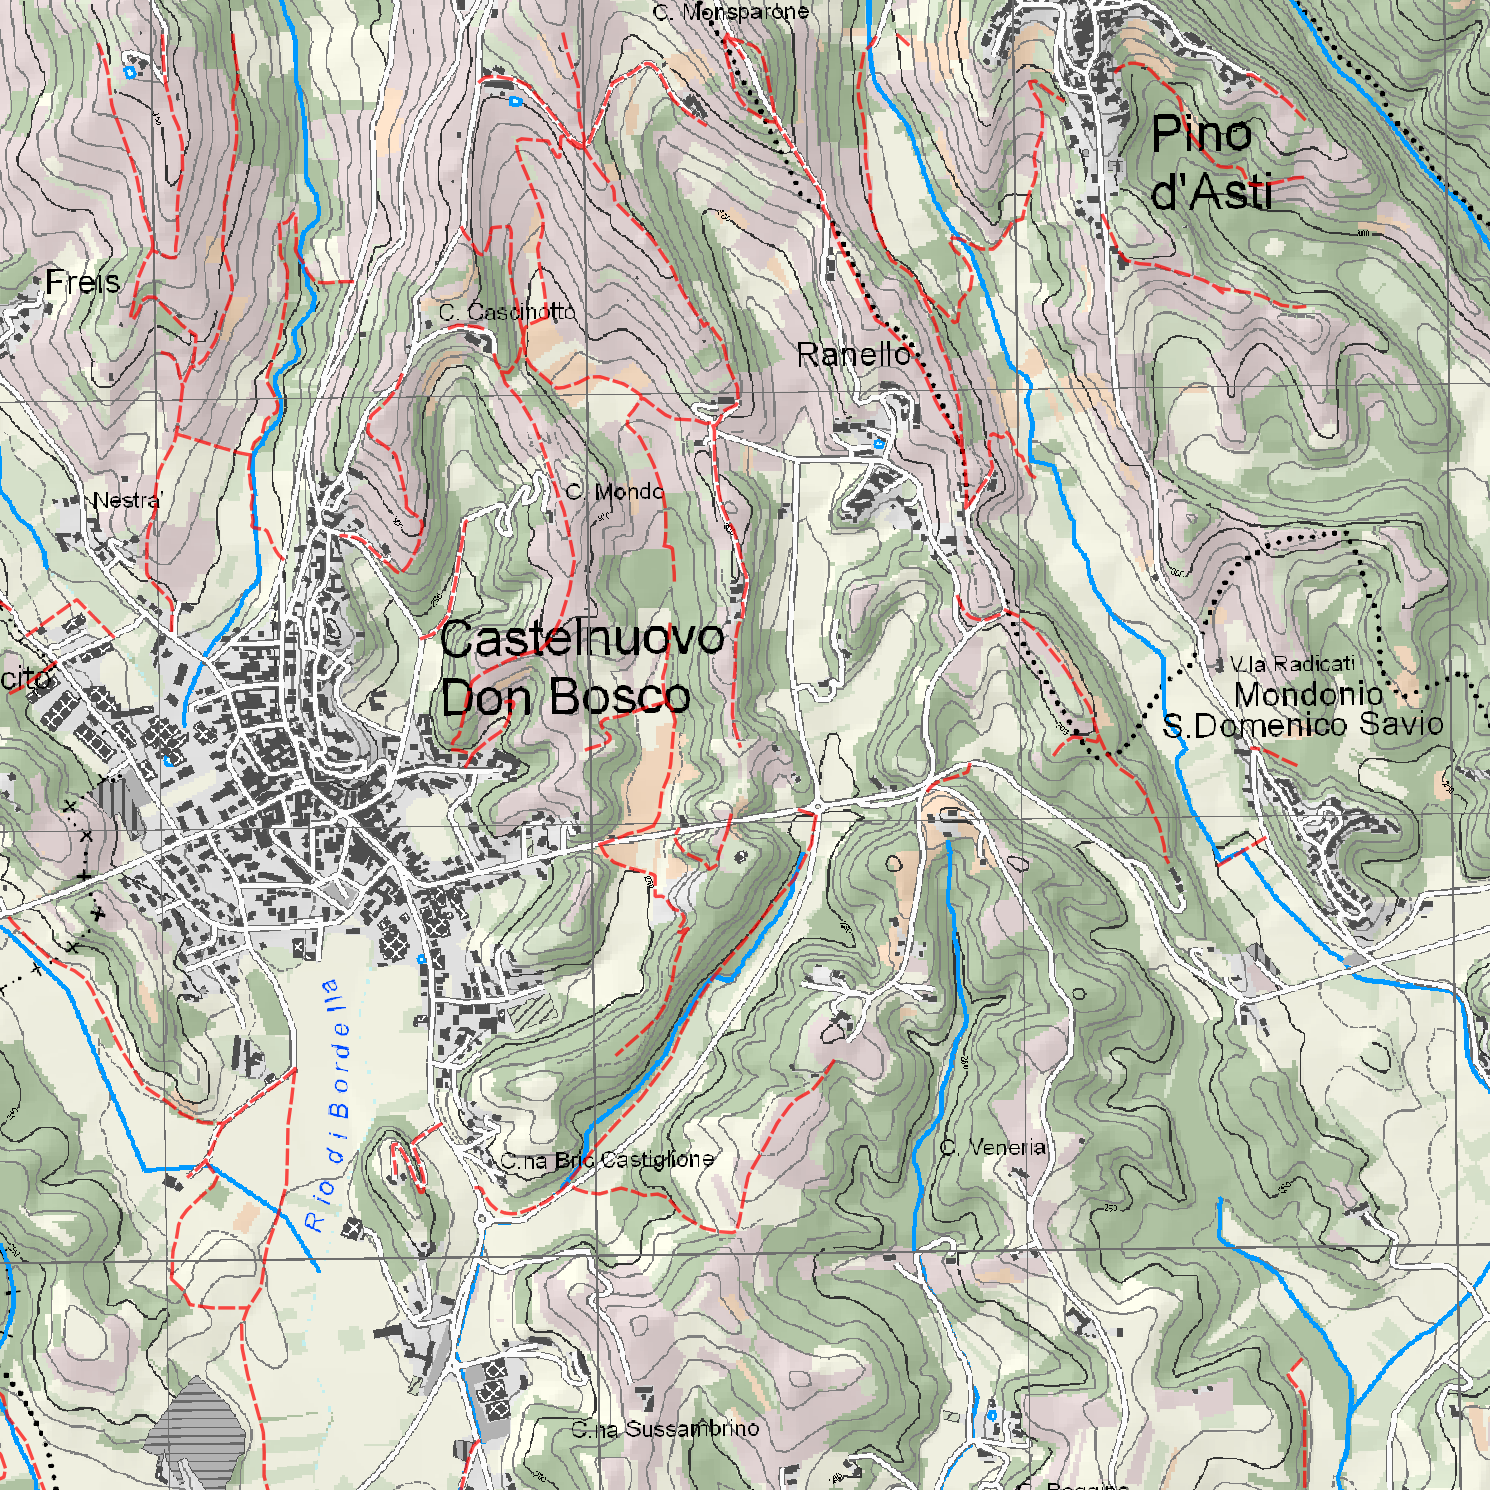 C. Monsparone
Pino
d'Asti
Freis
C. Cascinotto
Ranello
Nestra'
C. Mondo
Castelnuovo
Don Bosco
V.la Radicati
Mondonio
S.Domenico Savio
cito
Rio di Bordella
C.na Bric Castiglione
C. Veneria
C.na Sussambrino